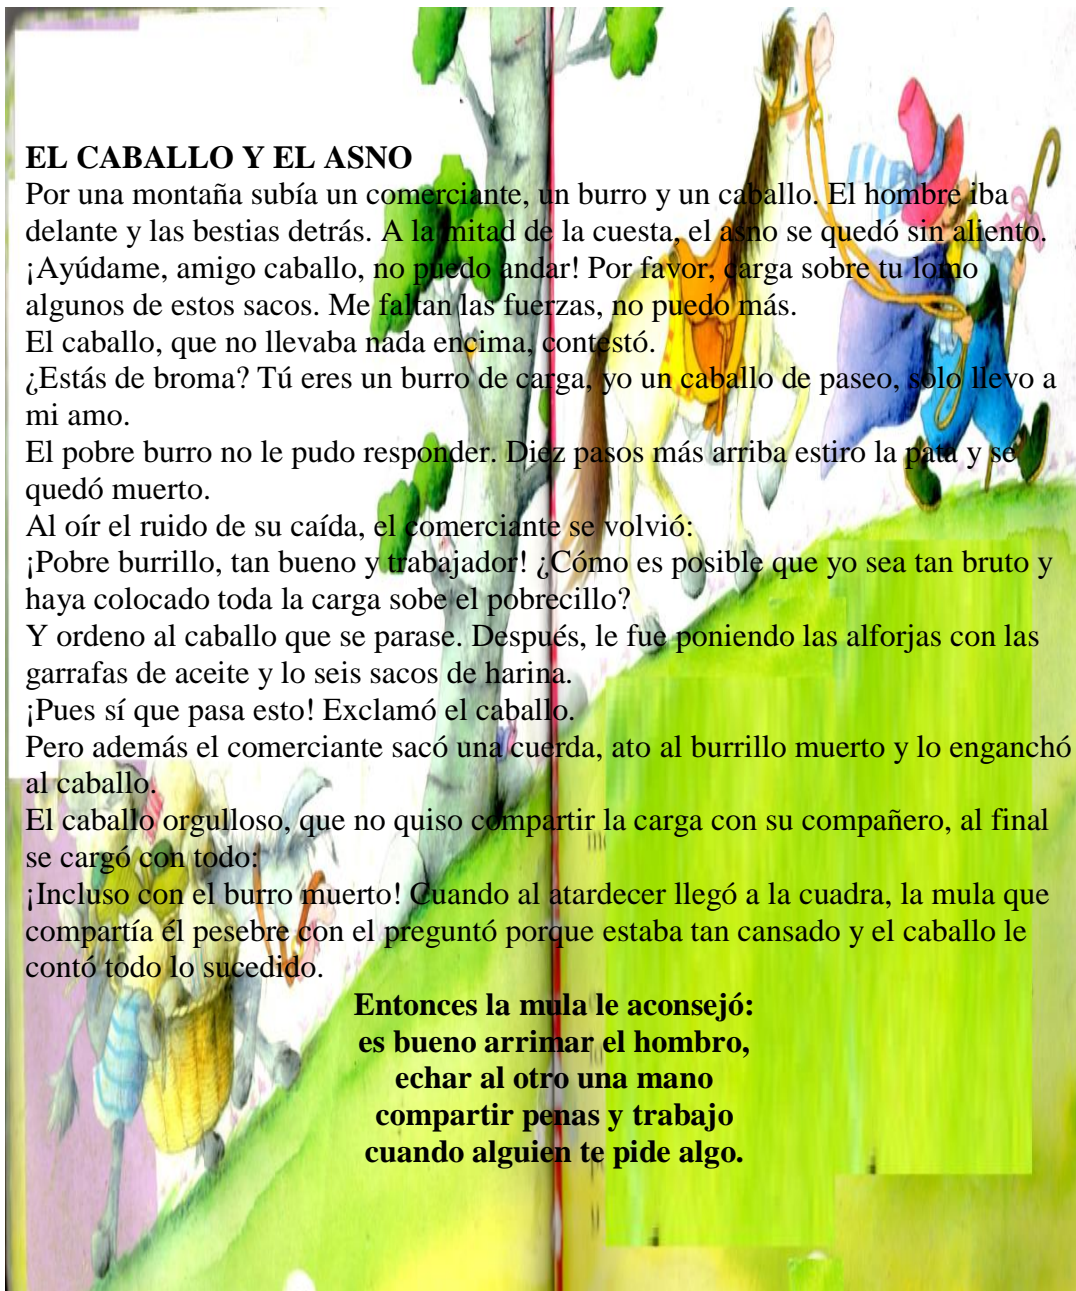 EL CABALLO Y EL ASNO
Por una montaña subía un comerciante, un burro y un caballo. El hombre iba
delante y las bestias detrás. A la mitad de la cuesta, el asno se quedó sin aliento.
¡Ayúdame, amigo caballo, no puedo andar! Por favor, carga sobre tu lomo
algunos de estos sacos. Me faltan las fuerzas, no puedo más.
El caballo, que no llevaba nada encima, contestó.
¿Estás de broma? Tú eres un burro de carga, yo un caballo de paseo, solo llevo a
mi amo.
El pobre burro no le pudo responder. Diez pasos más arriba estiro la pata y se
quedó muerto.
Al oír el ruido de su caída, el comerciante se volvió:
¡Pobre burrillo, tan bueno y trabajador! ¿Cómo es posible que yo sea tan bruto y
haya colocado toda la carga sobe el pobrecillo?
Y ordeno al caballo que se parase. Después, le fue poniendo las alforjas con las
garrafas de aceite y lo seis sacos de harina.
¡Pues sí que pasa esto! Exclamó el caballo.
Pero además el comerciante sacó una cuerda, ato al burrillo muerto y lo enganchó
al caballo.
El caballo orgulloso, que no quiso compartir la carga con su compañero, al final
se cargó con todo:
¡Incluso con el burro muerto! Cuando al atardecer llegó a la cuadra, la mula que
compartía él pesebre con el preguntó porque estaba tan cansado y el caballo le
contó todo lo sucedido.
Entonces la mula le aconsejó:
es bueno arrimar el hombro,
echar al otro una mano
compartir penas y trabajo
cuando alguien te pide algo.